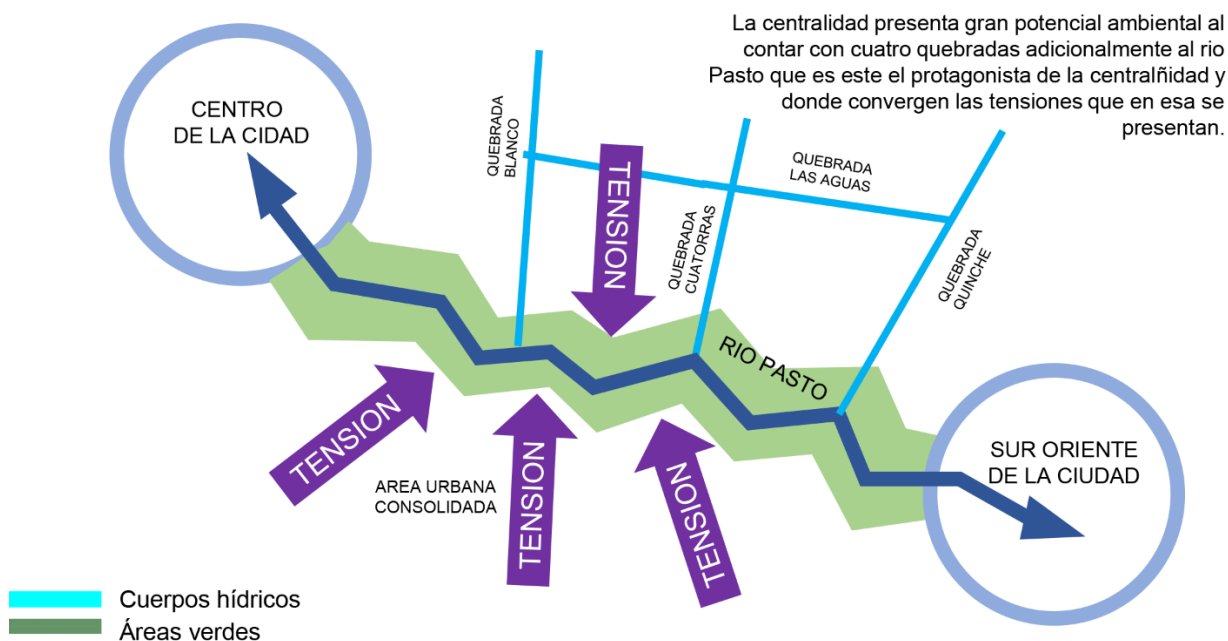 La centralidad presenta gran potencial ambiental al
contar con cuatro quebradas adicionalmente al rio
Pasto que es este el protagonista de la centralñidad y
donde convergen las tensiones que en esa se
presentan.
CENTRO
DE LA CIDAD
QUEBRADA
BLANCO
TENSION
QUEBRADA
LAS AGUAS
QUEBRADA
CUATORRAS
QUEBRADA
QUINCHE
RIO PASTO
TENSION
AREA URBANA
CONSOLIDADA
TENSION
TENSION
SUR ORIENTE
DE LA CIUDAD
Cuerpos hídricos
Áreas verdes